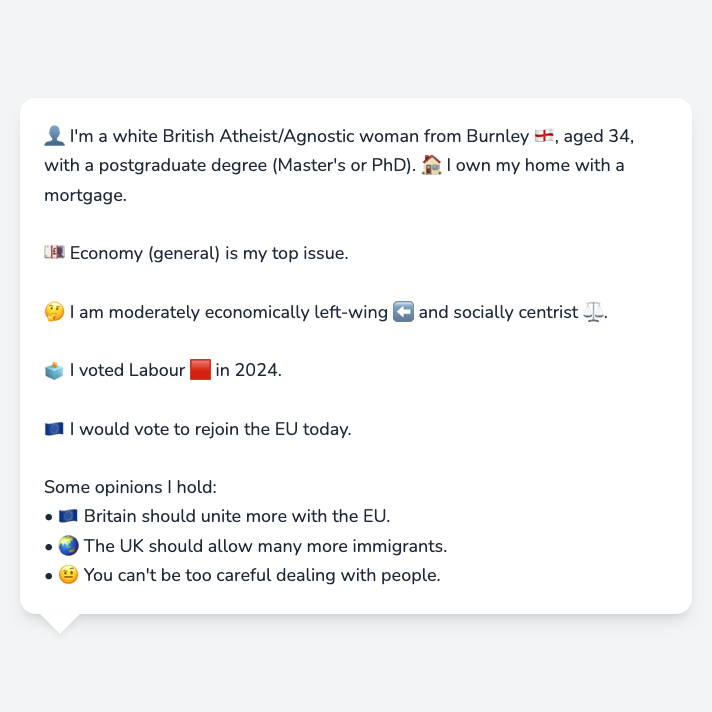 👤 I'm a white British Atheist/Agnostic woman from Burnley 🏴󠁧󠁢󠁥󠁮󠁧󠁿, aged 34,
with a postgraduate degree (Master's or PhD). 🏠 I own my home with a
mortgage.
💷 Economy (general) is my top issue.
🤔 I am moderately economically left-wing ⬅️ and socially centrist ⚖️.
🗳️ I voted Labour 🟥 in 2024.
🇪🇺 I would vote to rejoin the EU today.
Some opinions I hold:
• 🇪🇺 Britain should unite more with the EU.
• 🌏 The UK should allow many more immigrants.
• 🤨 You can't be too careful dealing with people.